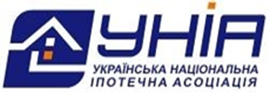 УНІА
УКРАЇНСЬКА НАЦІОНАЛЬНА
ІПОТЕЧНА АСОЦІАЦІЯ